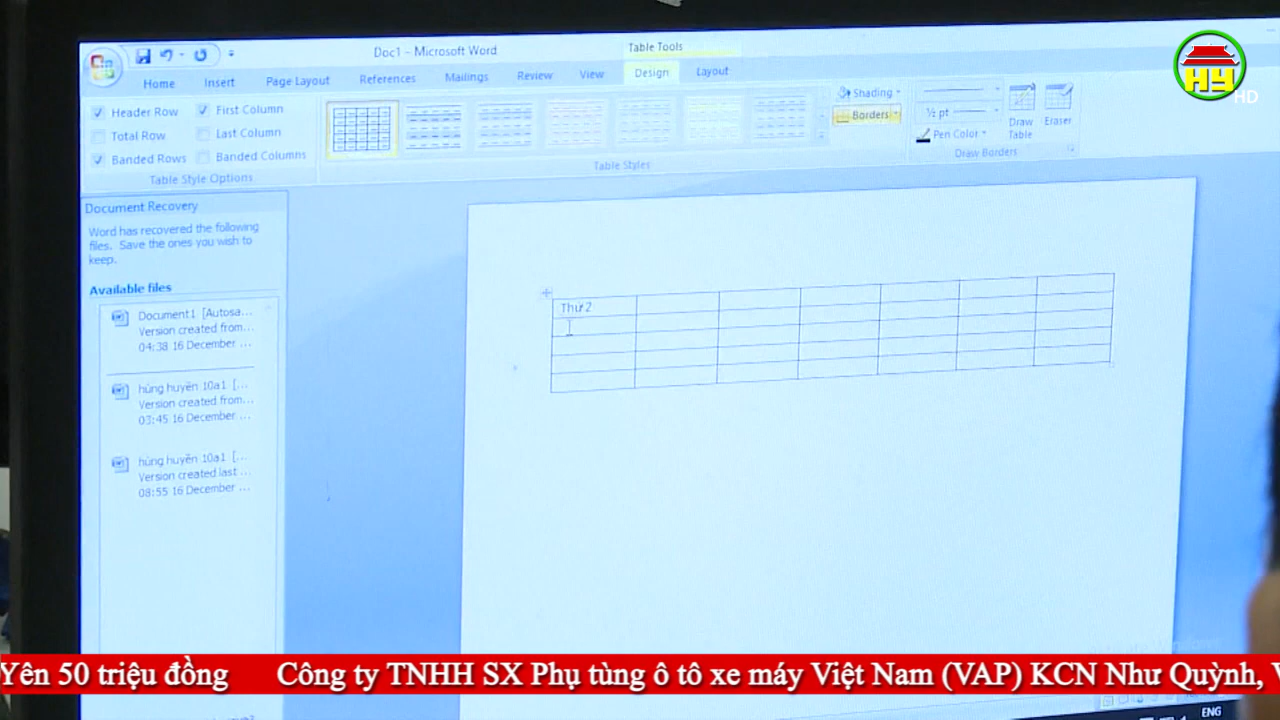 Doc1 - Microsoft Word
Table Tools
HY
HD
Home Insert Page Layout References Mailings Review View Design Layout
Header Row First Column
Total Row Last Column
Banded Rows Banded Columns
Table Style Options
Table Styles
Shading
Borders
½ pt
Pen Color
Draw Table
Eraser
Draw Borders
Document Recovery
Word has recovered the following
files. Save the ones you wish to
keep.
Available files
Document1 [Autosa...
Version created from...
04:38 16 December ...
hùng huyên 10a1 [...
Version created from...
03:45 16 December ...
hùng huyên 10a1 [...
Version created last ...
08:55 16 December ...
Thứ 2
Yên 50 triệu đồng Công ty TNHH SX Phụ tùng ô tô xe máy Việt Nam (VAP) KCN Như Quỳnh, V
ENG